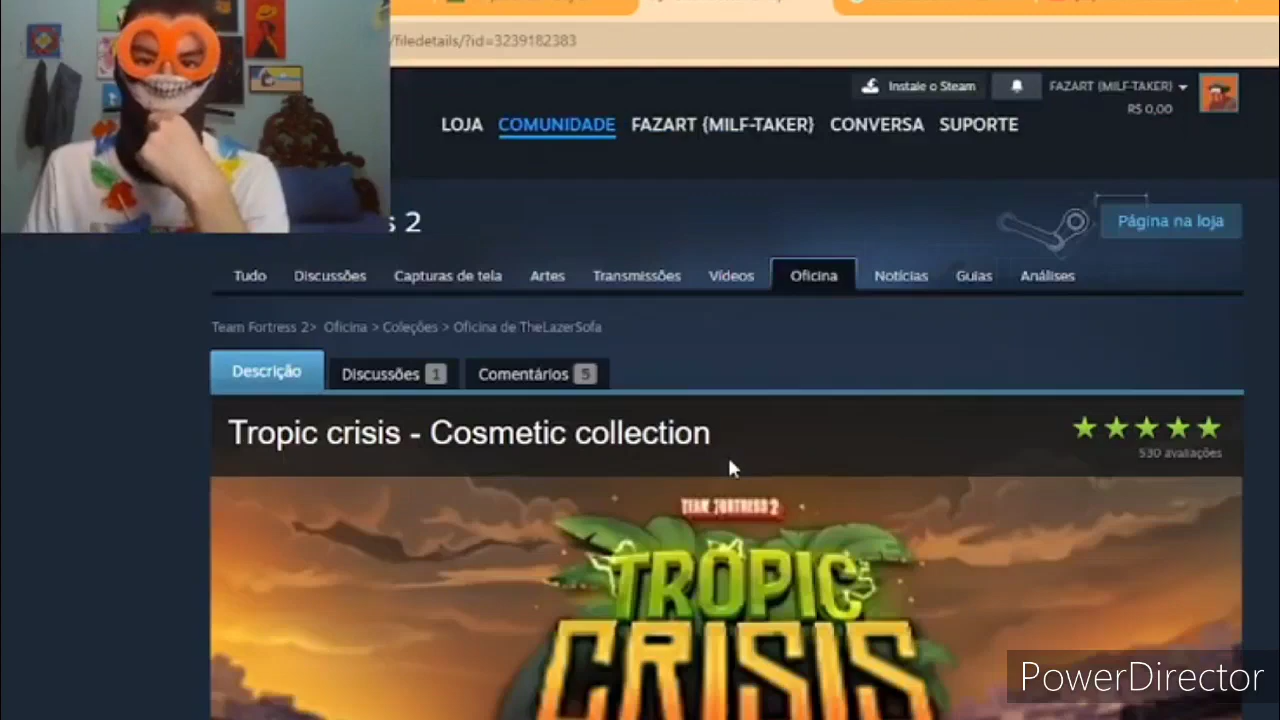 /filedetails/?id=3239182383
Instale o Steam
FAZART {MILF-TAKER}
R$ 0,00
LOJA COMUNIDADE FAZART {MILF-TAKER} CONVERSA SUPORTE
s 2
Página na loja
Tudo Discussões Capturas de tela Artes Transmissões Vídeos Oficina Notícias Guias Análises
Team Fortress 2> Oficina > Coleções > Oficina de TheLazerSofa
Descrição Discussões 1 Comentários 5
Tropic crisis - Cosmetic collection
530 avaliações
TEAM FORTRESS 2
TROPIC
CRISIS
PowerDirector